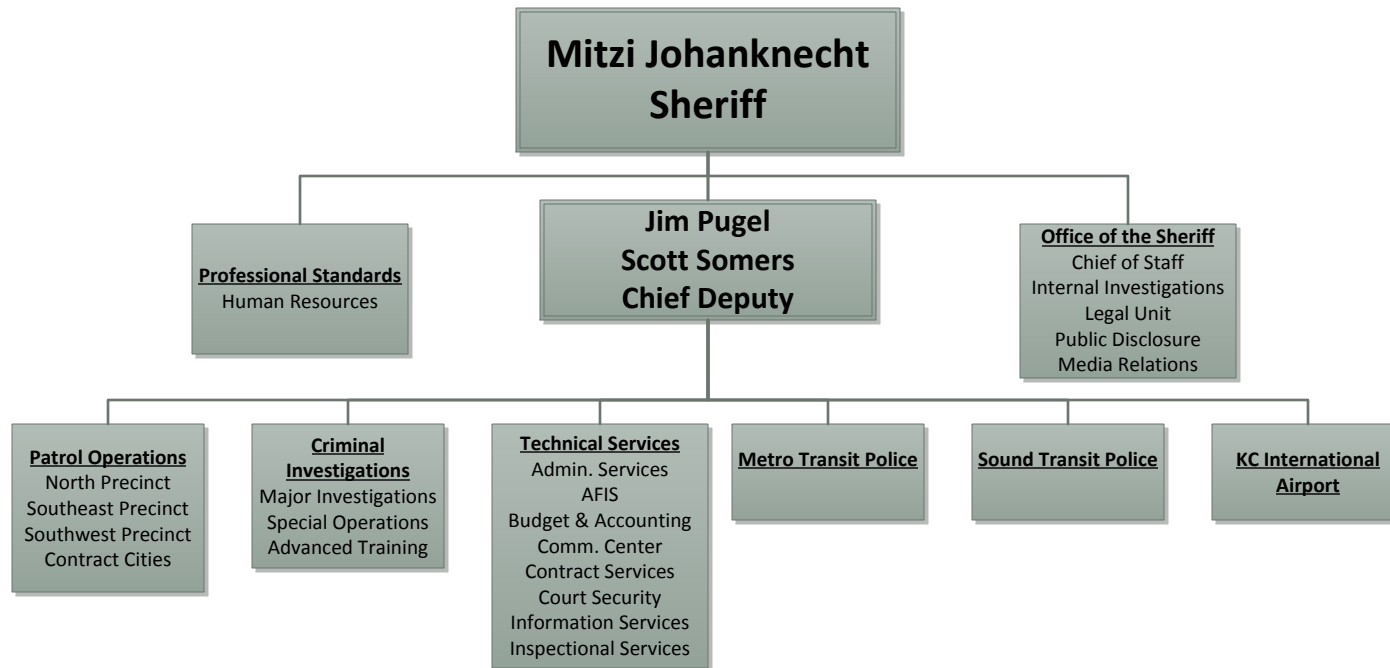 Mitzi Johanknecht
Sheriff
Professional Standards
Human Resources
Jim Pugel
Scott Somers
Chief Deputy
Office of the Sheriff
Chief of Staff
Internal Investigations
Legal Unit
Public Disclosure
Media Relations
Patrol Operations
North Precinct
Southeast Precinct
Southwest Precinct
Contract Cities
Criminal
Investigations
Major Investigations
Special Operations
Advanced Training
Technical Services
Admin. Services
AFIS
Budget & Accounting
Comm. Center
Contract Services
Court Security
Information Services
Inspectional Services
Metro Transit Police
Sound Transit Police
KC International
Airport